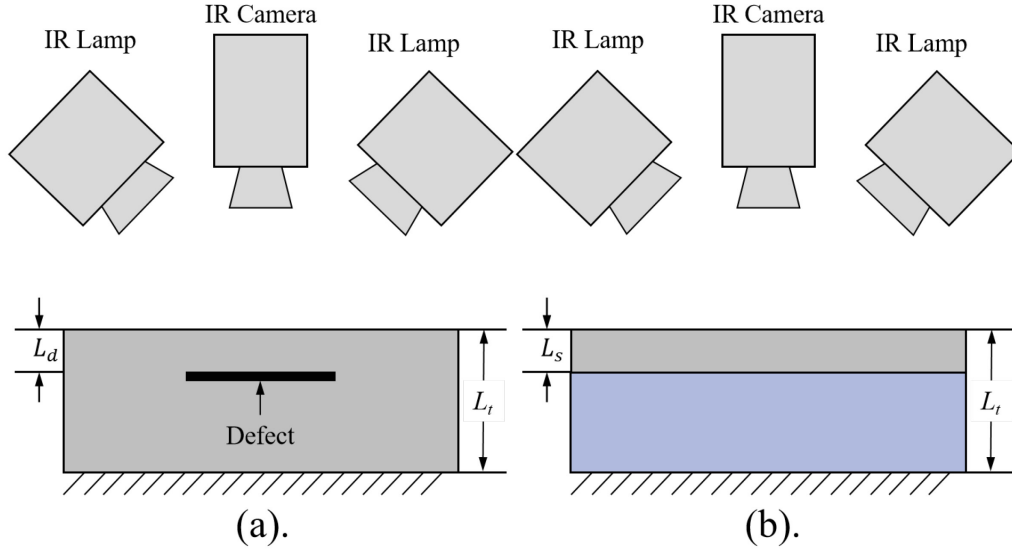 IR Camera
IR Lamp
IR Lamp
IR Camera
IR Lamp
IR Lamp
L_d
Defect
L_t
L_s
L_t
(a).
(b).